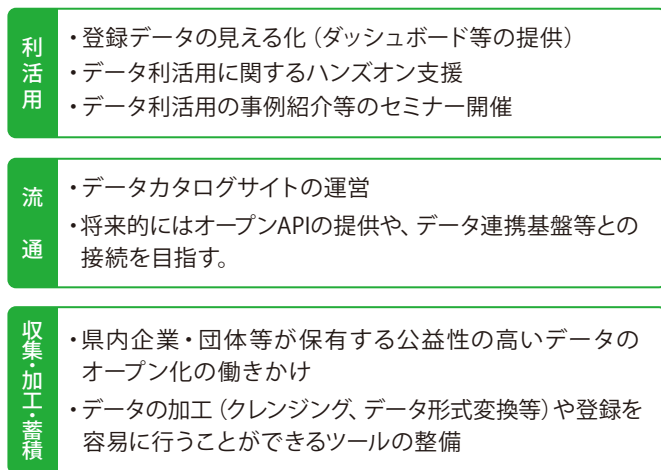 利活用
・登録データの見える化（ダッシュボード等の提供）
・データ利活用に関するハンズオン支援
・データ利活用の事例紹介等のセミナー開催
流通
・データカタログサイトの運営
・将来的にはオープンAPIの提供や、データ連携基盤等との
接続を目指す。
収集・加工・蓄積
・県内企業・団体等が保有する公益性の高いデータの
オープン化の働きかけ
・データの加工（クレンジング、データ形式変換等）や登録を
容易に行うことができるツールの整備